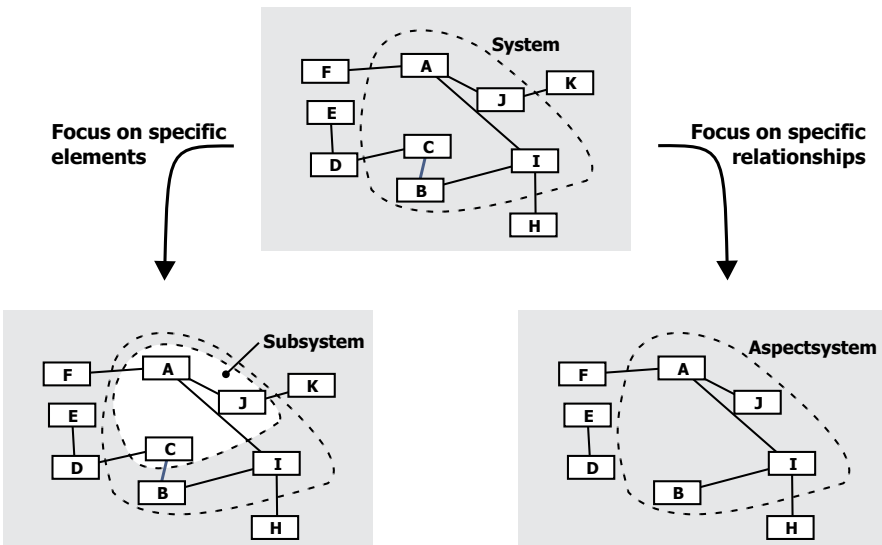 System
F
A
K
J
E
C
D
I
B
H
Focus on specific
elements
Focus on specific
relationships
Subsystem
F
A
K
J
E
C
D
I
B
H
Aspectsystem
F
A
J
E
D
I
B
H